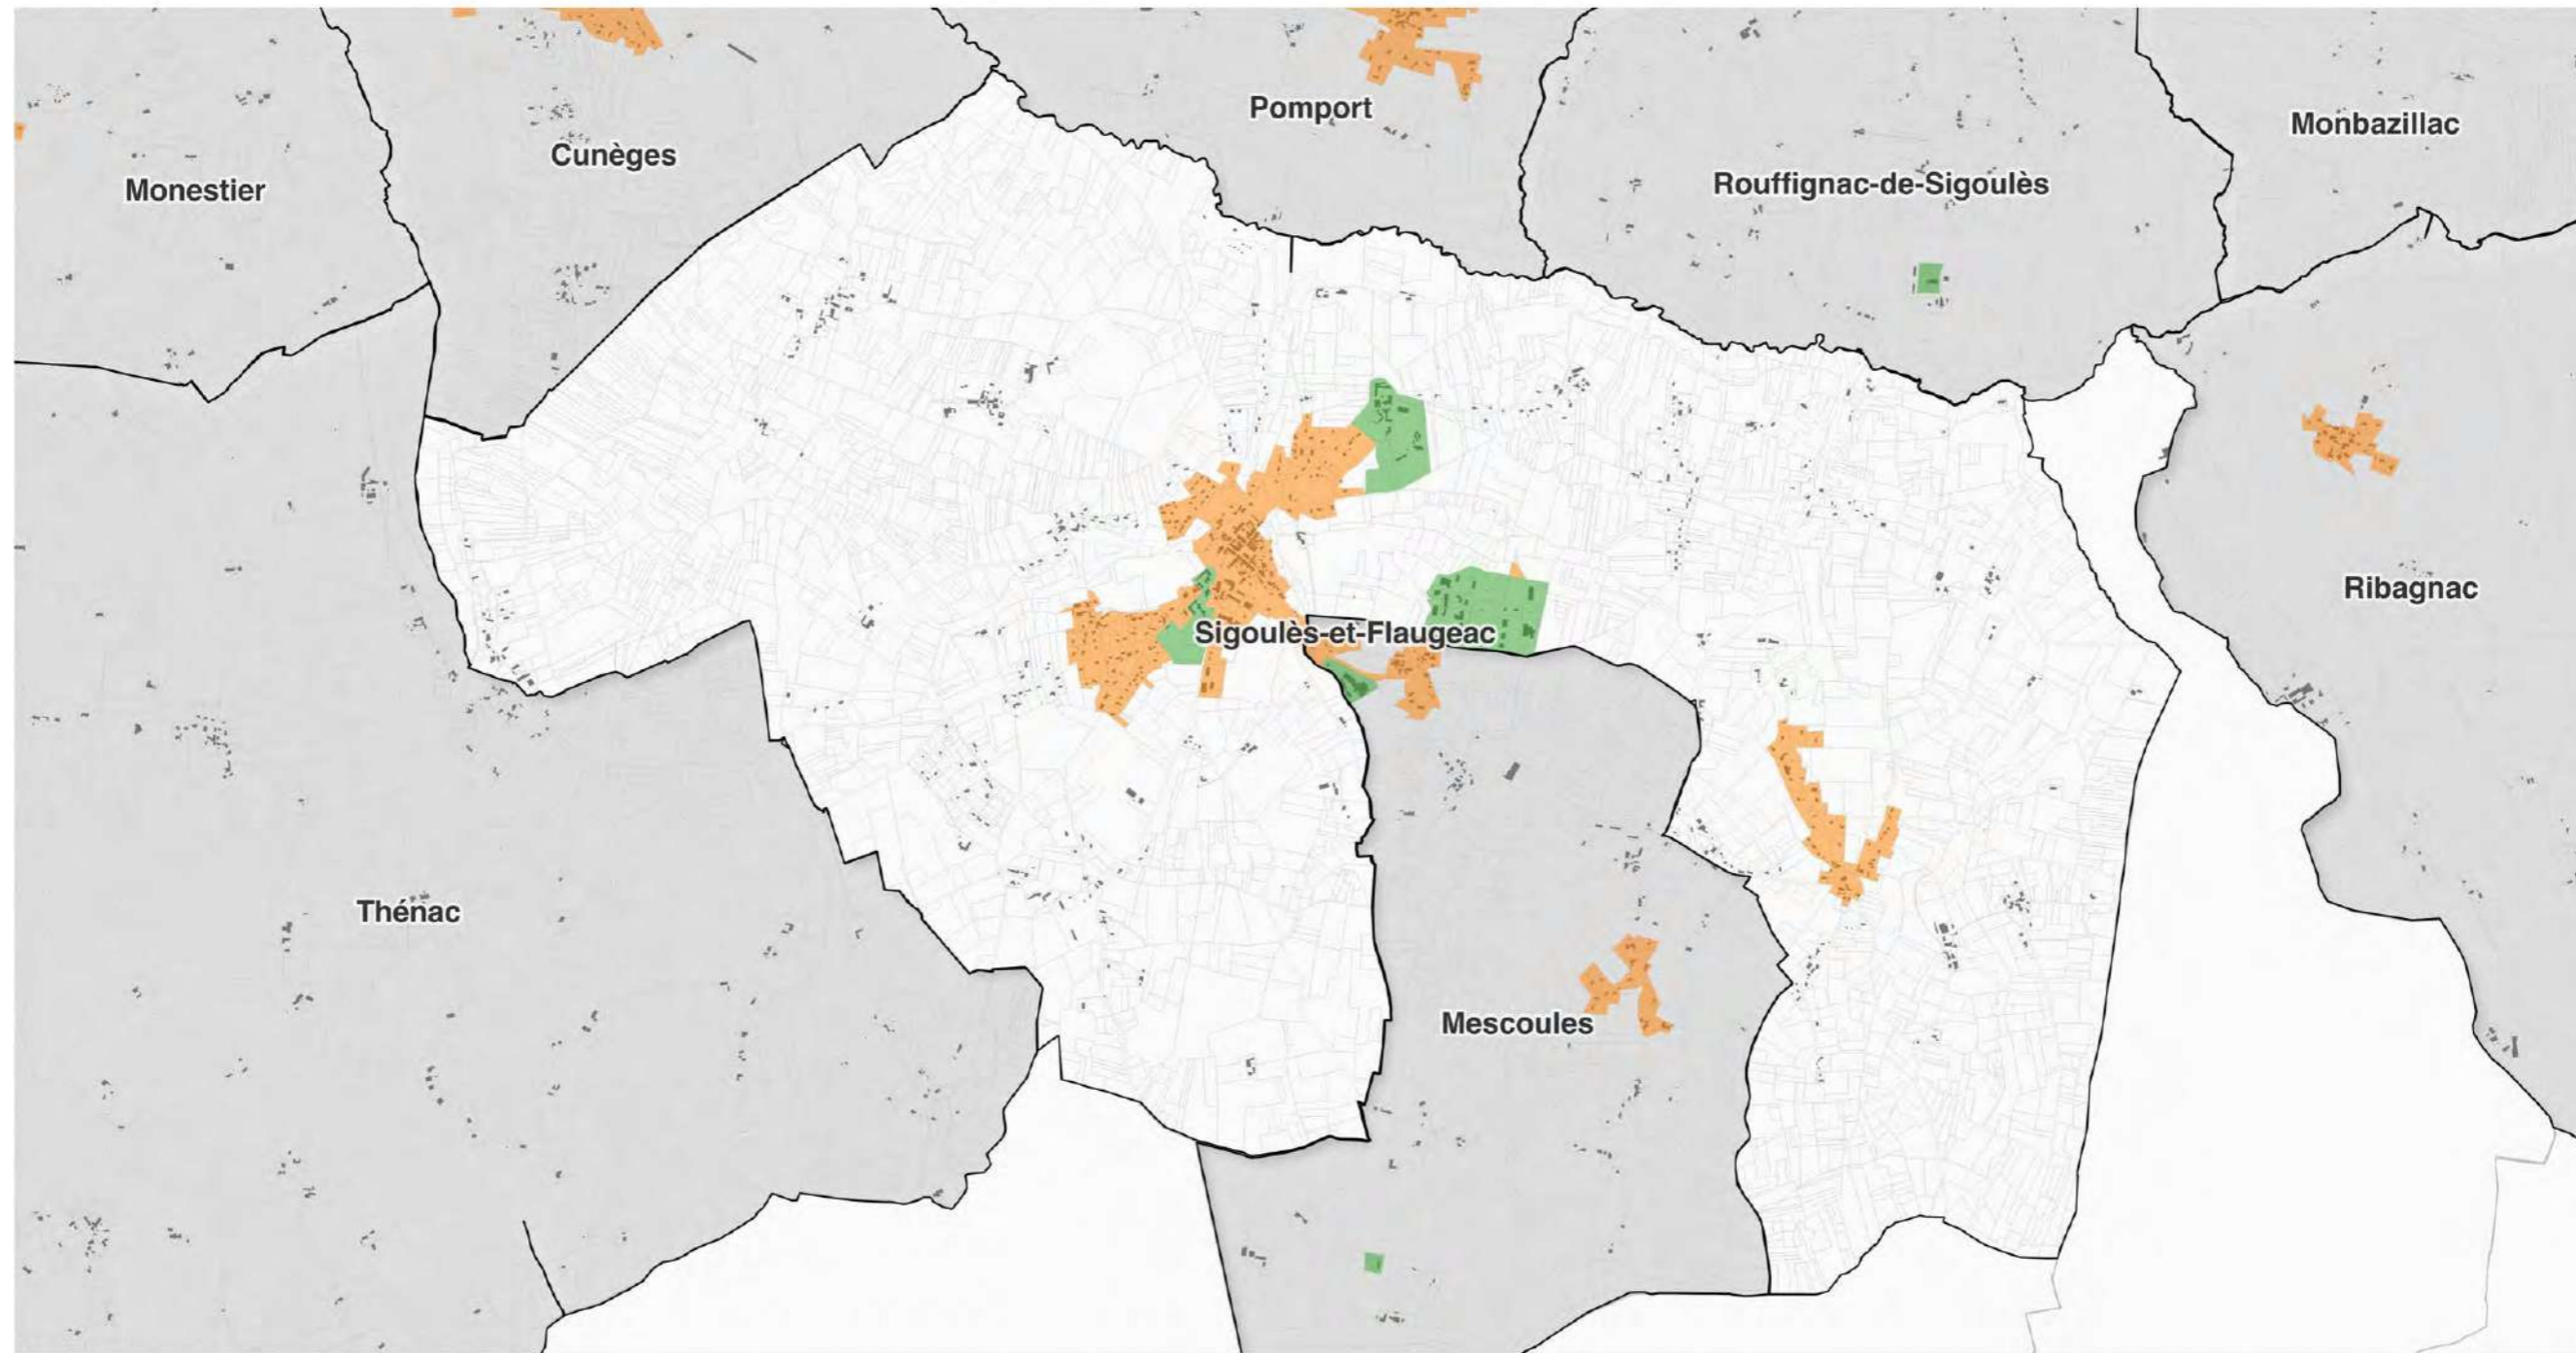 Pomport
Monbazillac
Cunèges
Rouffignac-de-Sigoulès
Monestier
Ribagnac
Sigoulès-et-Flaugeac
Thénac
Mescoules